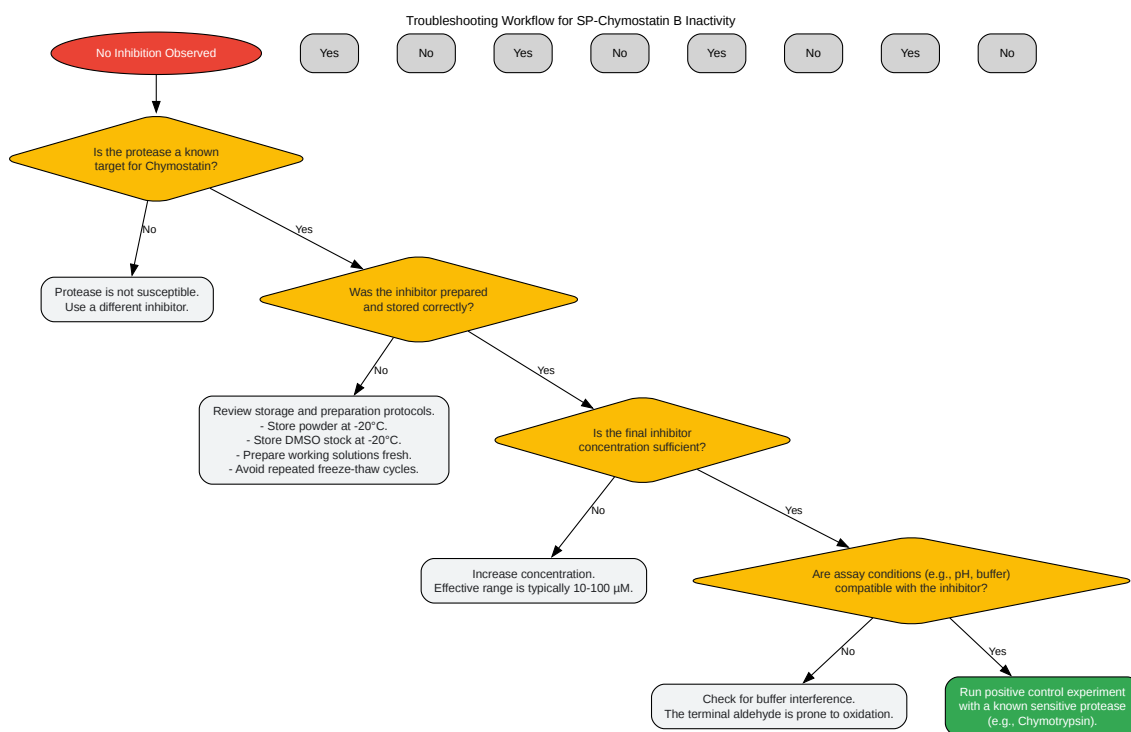 Troubleshooting Workflow for SP-Chymostatin B Inactivity
No Inhibition Observed
Yes
No
Yes
No
Yes
No
Yes
No
Is the protease a known
target for Chymostatin?
No
Yes
Protease is not susceptible.
Use a different inhibitor.
Was the inhibitor prepared
and stored correctly?
No
Yes
Review storage and preparation protocols.
- Store powder at -20°C.
- Store DMSO stock at -20°C.
- Prepare working solutions fresh.
- Avoid repeated freeze-thaw cycles.
Is the final inhibitor
concentration sufficient?
No
Yes
Increase concentration.
Effective range is typically 10-100 µM.
Are assay conditions (e.g., pH, buffer)
compatible with the inhibitor?
No
Yes
Check for buffer interference.
The terminal aldehyde is prone to oxidation.
Run positive control experiment
with a known sensitive protease
(e.g., Chymotrypsin).